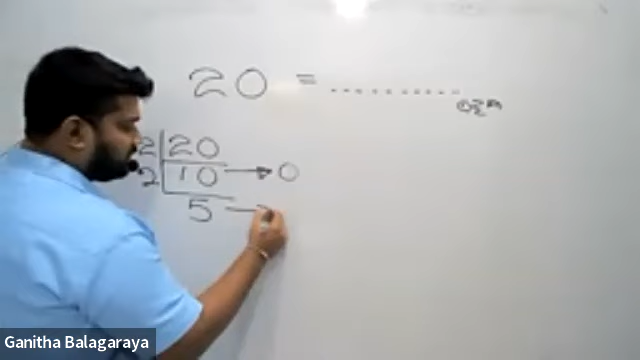 20 = ..........
2 20
2 10 → 0
5 —
Ganitha Balagaraya